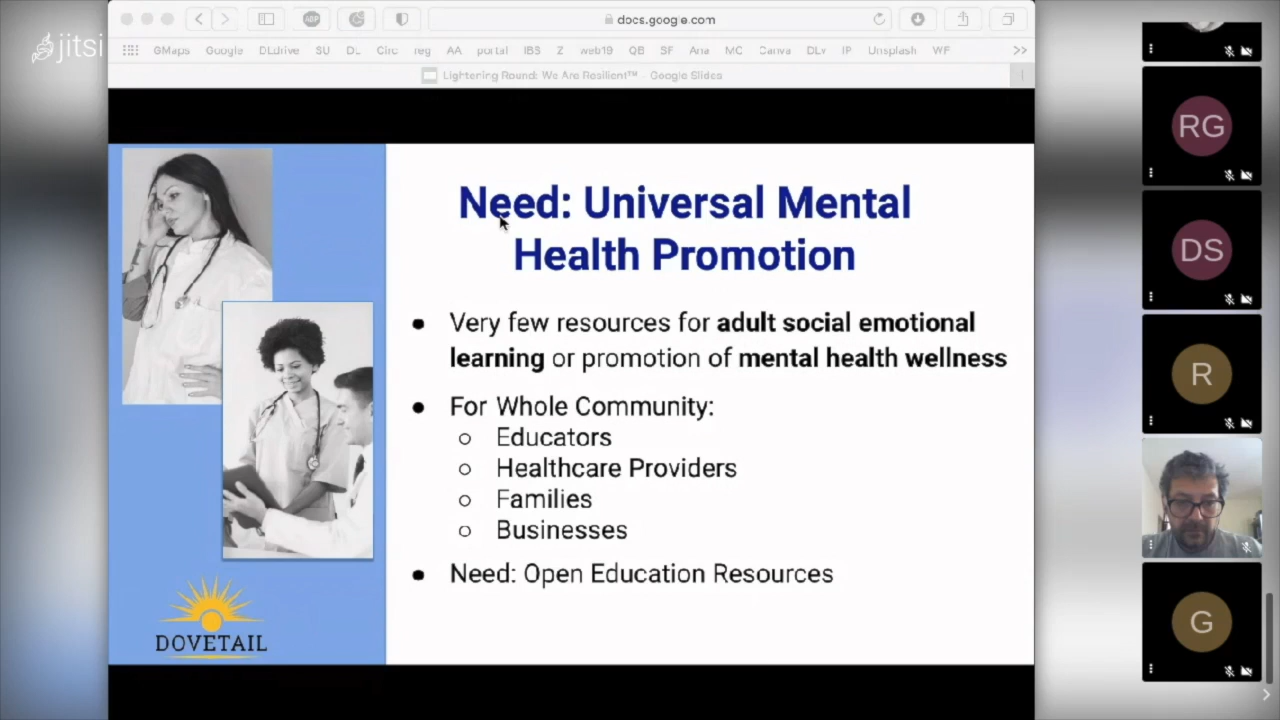 jitsi
docs.google.com
GMaps Google DLdrive SU DL Circ reg AA portal IBS Z web19 QB SF Ana MC Canva DLv IP Unsplash WF >>
Lightening Round: We Are Resilient™ - Google Slides
Need: Universal Mental
Health Promotion
● Very few resources for adult social emotional
learning or promotion of mental health wellness
● For Whole Community:
○ Educators
○ Healthcare Providers
○ Families
○ Businesses
● Need: Open Education Resources
DOVETAIL
RG
DS
R
G